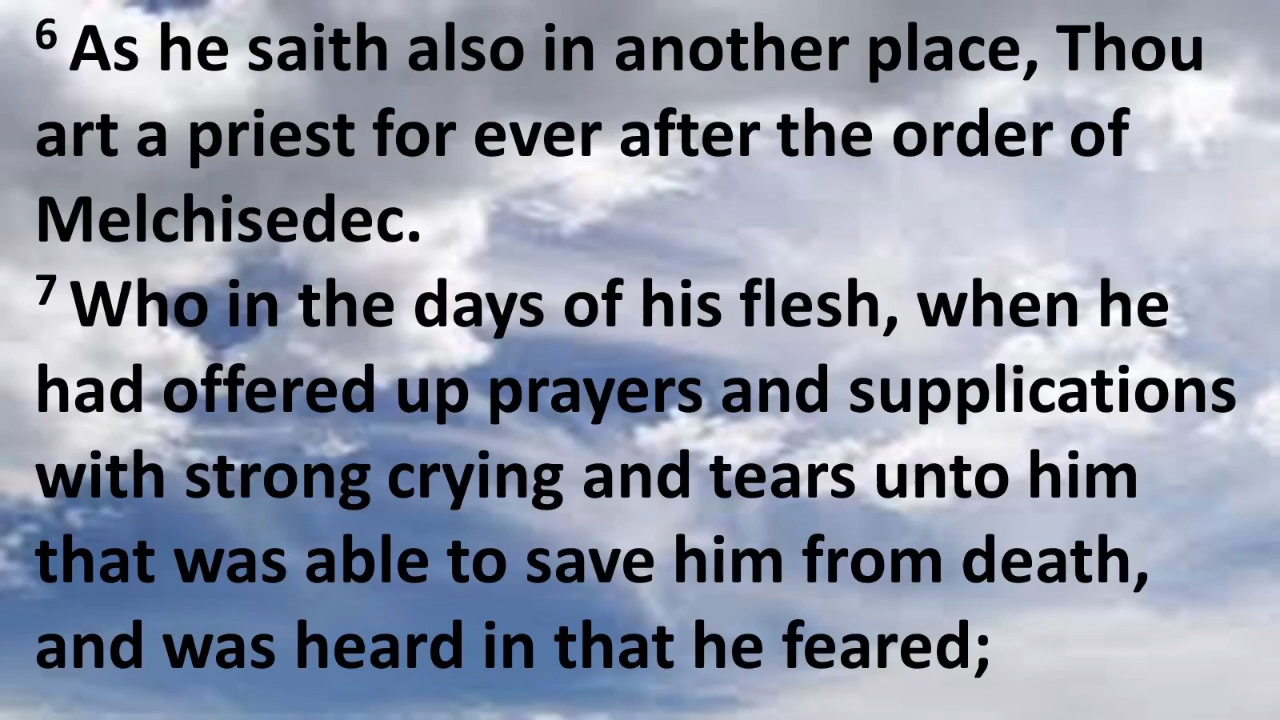 6 As he saith also in another place, Thou
art a priest for ever after the order of
Melchisedec.
7 Who in the days of his flesh, when he
had offered up prayers and supplications
with strong crying and tears unto him
that was able to save him from death,
and was heard in that he feared;